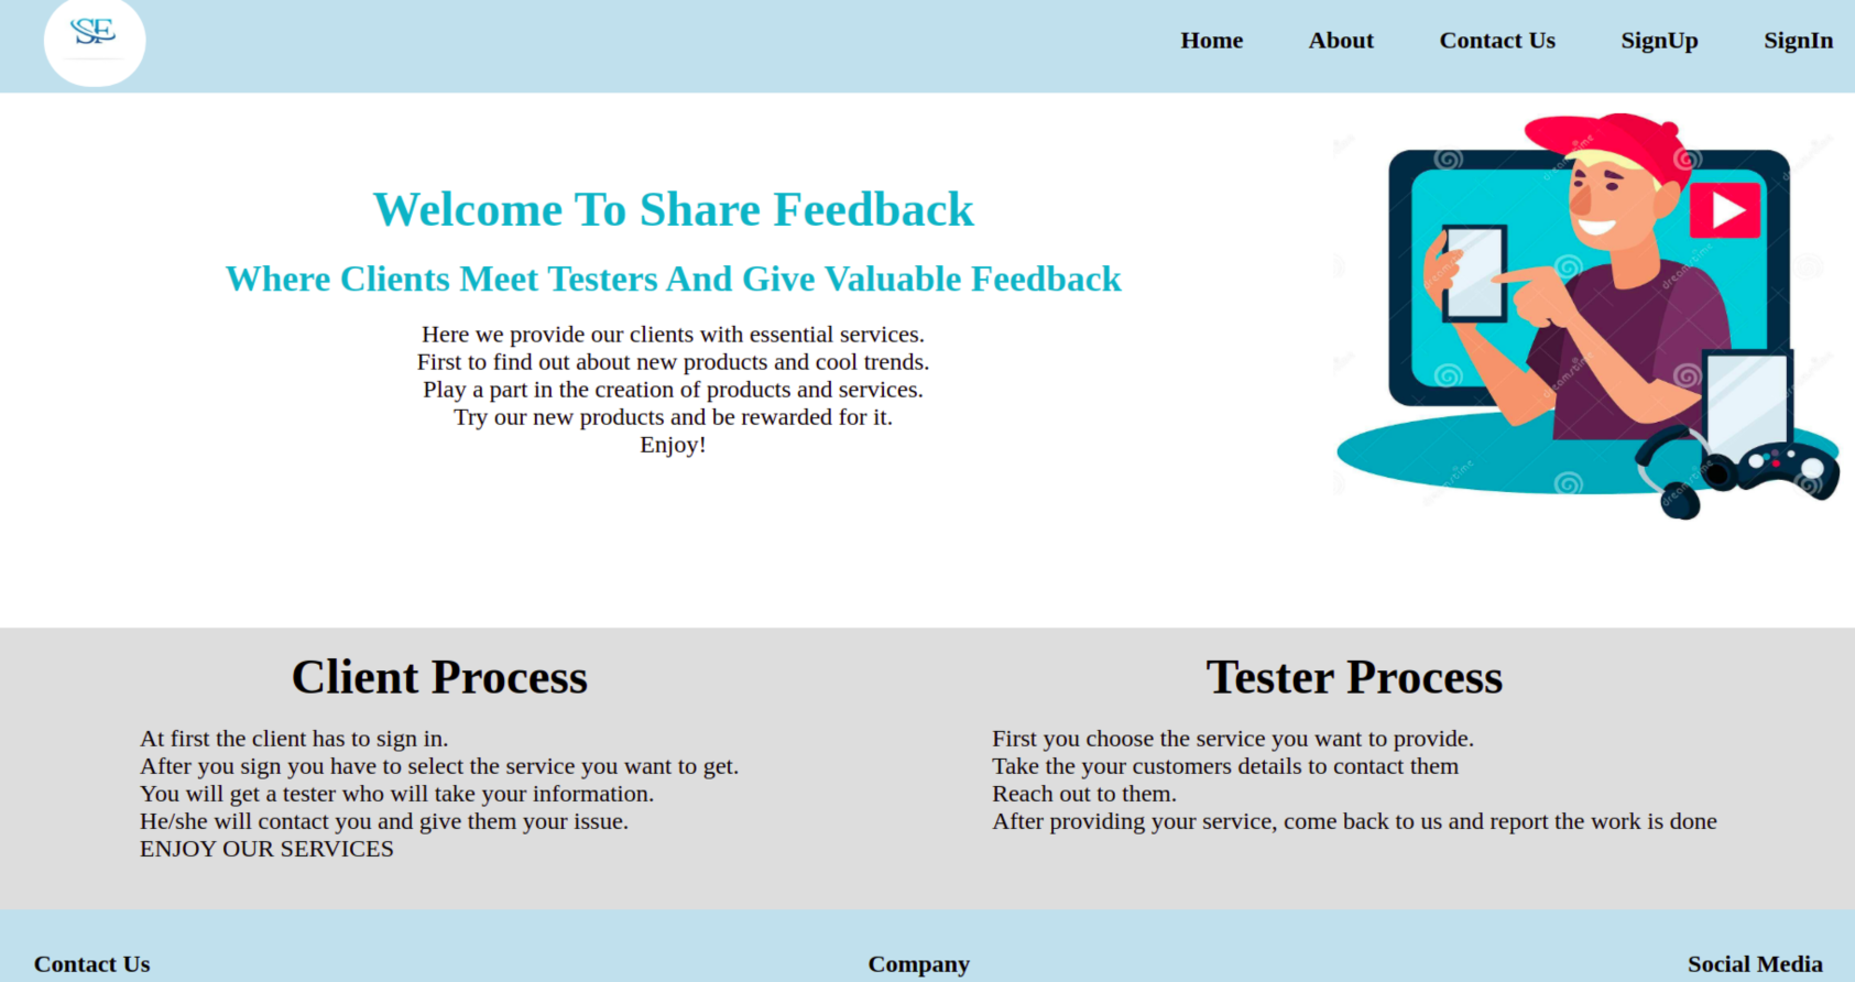 SF
Home About Contact Us SignUp SignIn
Welcome To Share Feedback
Where Clients Meet Testers And Give Valuable Feedback
Here we provide our clients with essential services.
First to find out about new products and cool trends.
Play a part in the creation of products and services.
Try our new products and be rewarded for it.
Enjoy!
dreamstime
dreamstime
dreamstime
dreamstime
dreamstime
dreamstime
Client Process
At first the client has to sign in.
After you sign you have to select the service you want to get.
You will get a tester who will take your information.
He/she will contact you and give them your issue.
ENJOY OUR SERVICES
Tester Process
First you choose the service you want to provide.
Take the your customers details to contact them
Reach out to them.
After providing your service, come back to us and report the work is done
Contact Us Company Social Media